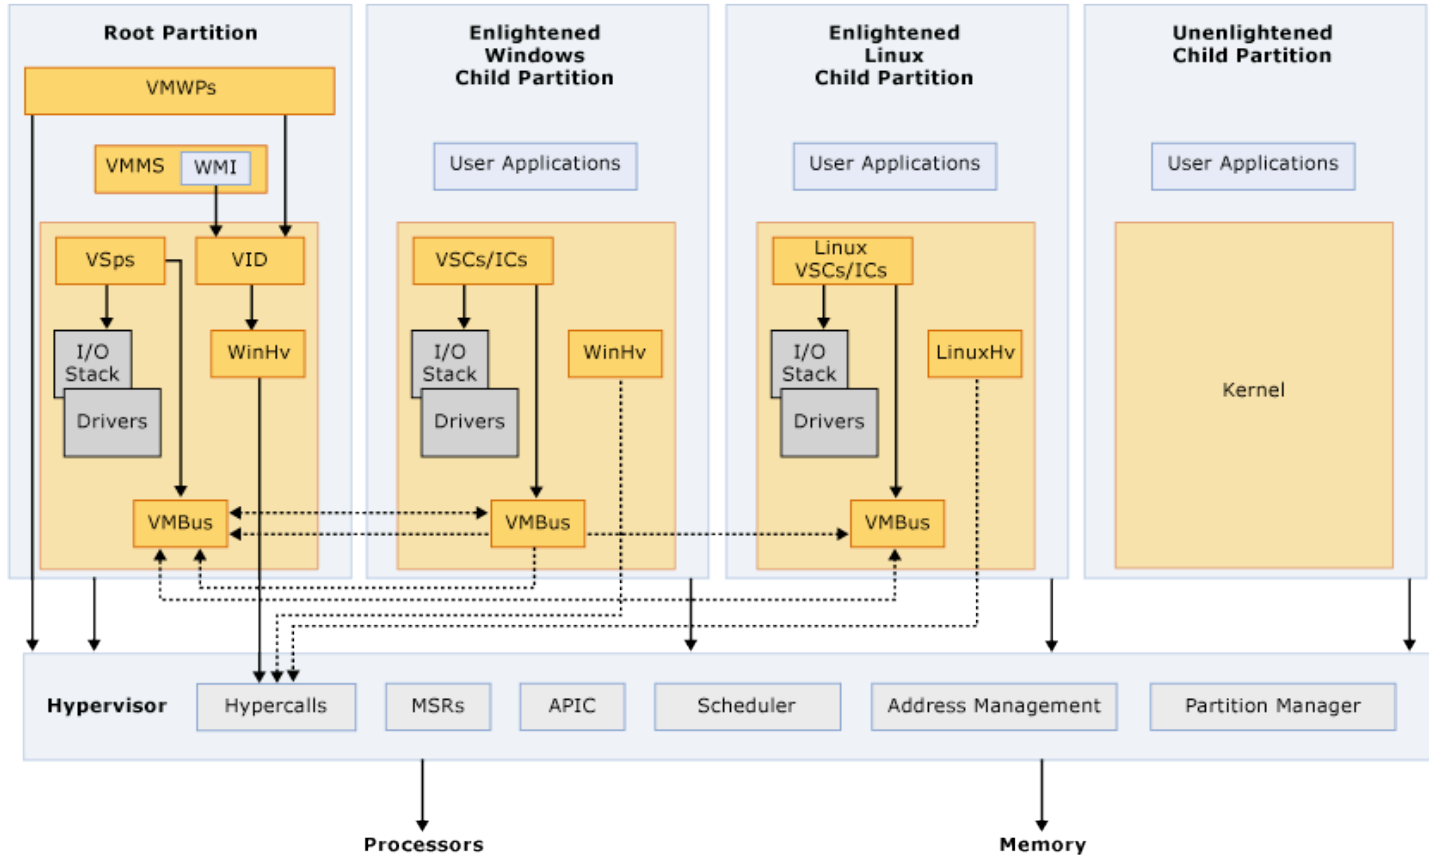 Root Partition
VMWPs
VMMS
WMI
VSps
VID
I/O
Stack
Drivers
WinHv
VMBus
Enlightened
Windows
Child Partition
User Applications
VSCs/ICs
I/O
Stack
Drivers
WinHv
VMBus
Enlightened
Linux
Child Partition
User Applications
Linux
VSCs/ICs
I/O
Stack
Drivers
LinuxHv
VMBus
Unenlightened
Child Partition
User Applications
Kernel
Hypervisor
Hypercalls
MSRs
APIC
Scheduler
Address Management
Partition Manager
Processors
Memory